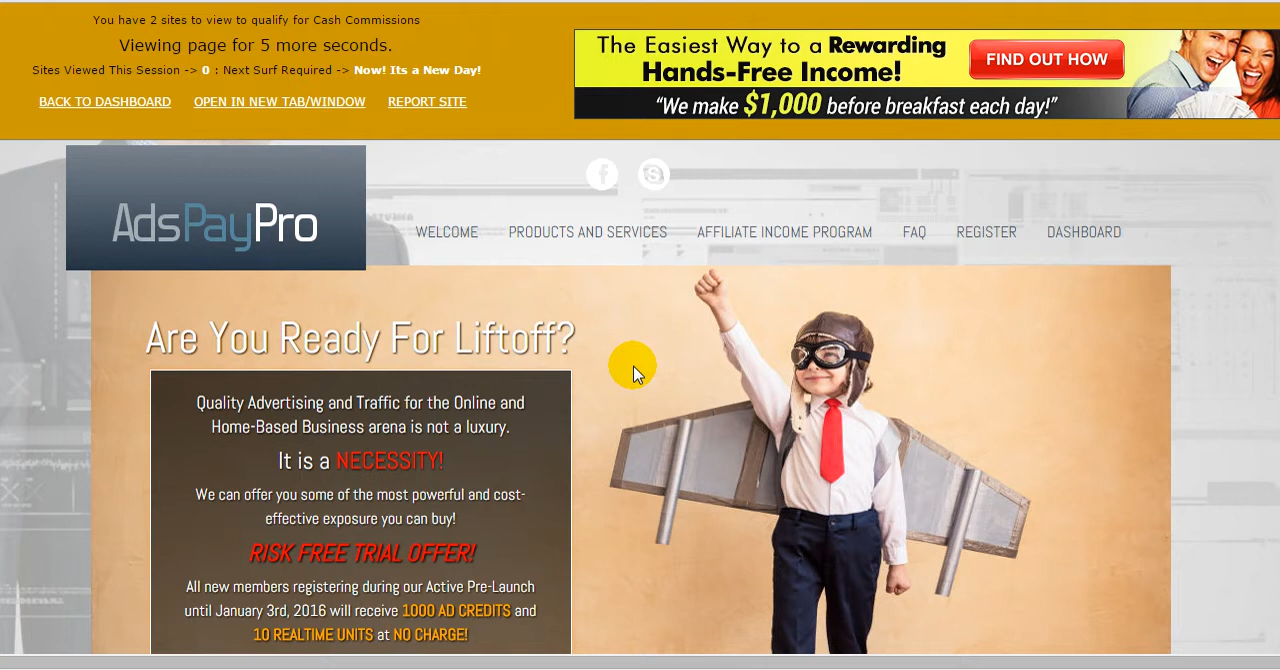 You have 2 sites to view to qualify for Cash Commissions
Viewing page for 5 more seconds.
Sites Viewed This Session -> 0 : Next Surf Required -> Now! Its a New Day!
BACK TO DASHBOARD OPEN IN NEW TAB/WINDOW REPORT SITE
The Easiest Way to a Rewarding
Hands-Free Income!
FIND OUT HOW
“We make $1,000 before breakfast each day!”
AdsPayPro
WELCOME PRODUCTS AND SERVICES AFFILIATE INCOME PROGRAM FAQ REGISTER DASHBOARD
Are You Ready For Liftoff?
Quality Advertising and Traffic for the Online and
Home-Based Business arena is not a luxury.
It is a NECESSITY!
We can offer you some of the most powerful and cost-
effective exposure you can buy!
RISK FREE TRIAL OFFER!
All new members registering during our Active Pre-Launch
until January 3rd, 2016 will receive 1000 AD CREDITS and
10 REALTIME UNITS at NO CHARGE!